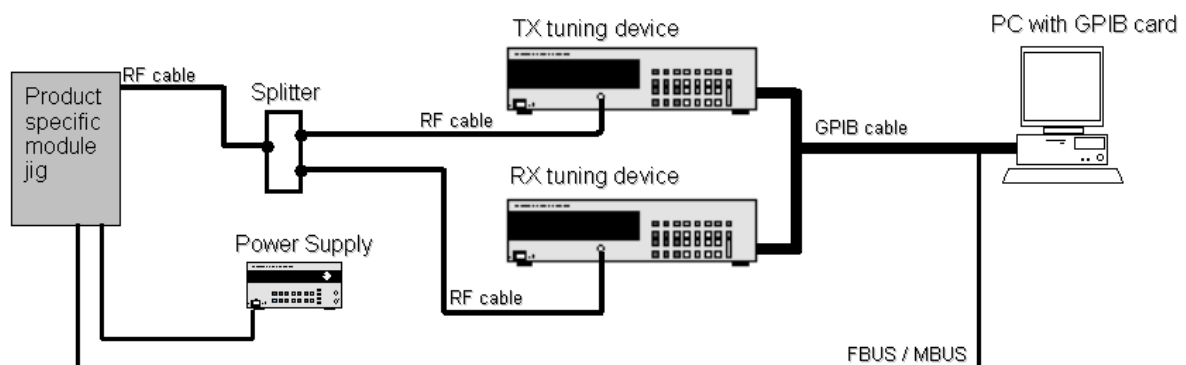 TX tuning device
PC with GPIB card
RF cable
Splitter
Product
specific
module
jig
RF cable
GPIB cable
RX tuning device
Power Supply
RF cable
FBUS / MBUS